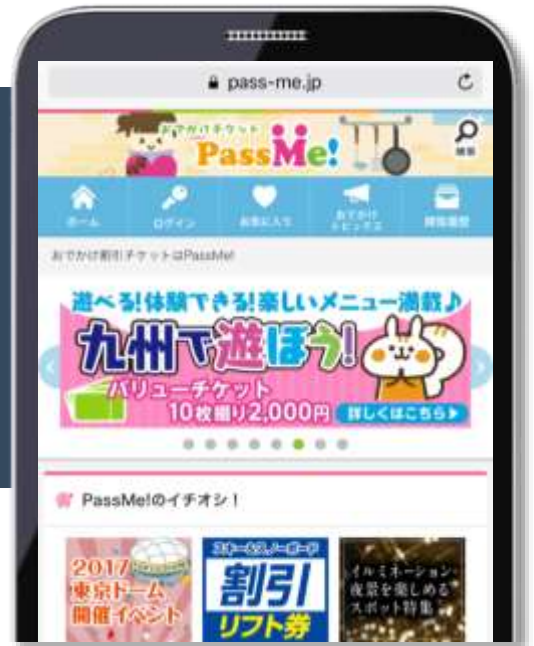 pass-me.jp
おでかけチケット
PassMe!
検索
ホーム
ログイン
お気に入り
おでかけ
トピックス
閲覧履歴
おでかけ割引チケットはPassMe!
遊べる!体験できる!楽しいメニュー満載♪
九州で遊ぼう!
バリューチケット
10枚綴り2,000円
詳しくはこちら
PassMe!のイチオシ!
2017
東京ドーム
開催イベント
スキー&スノーボード
割引
リフト券
イルミネーション・
夜景を楽しめる
スポット特集